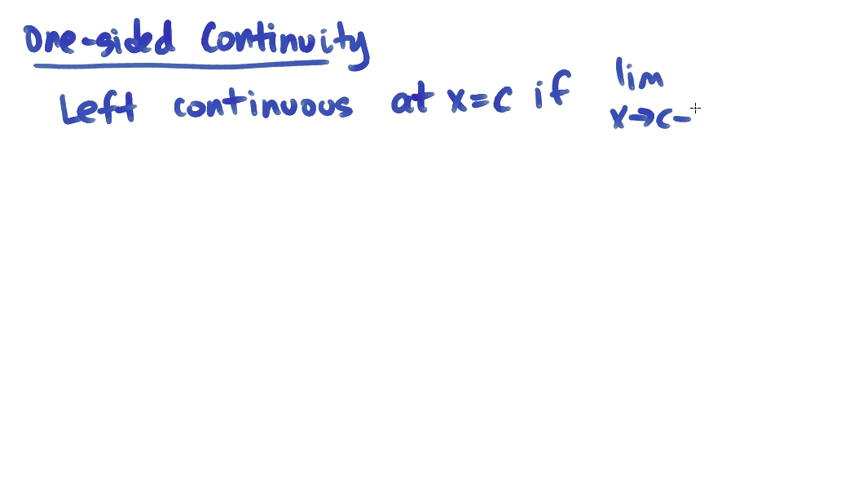 One-sided Continuity
Left continuous at x=c if lim x→c-